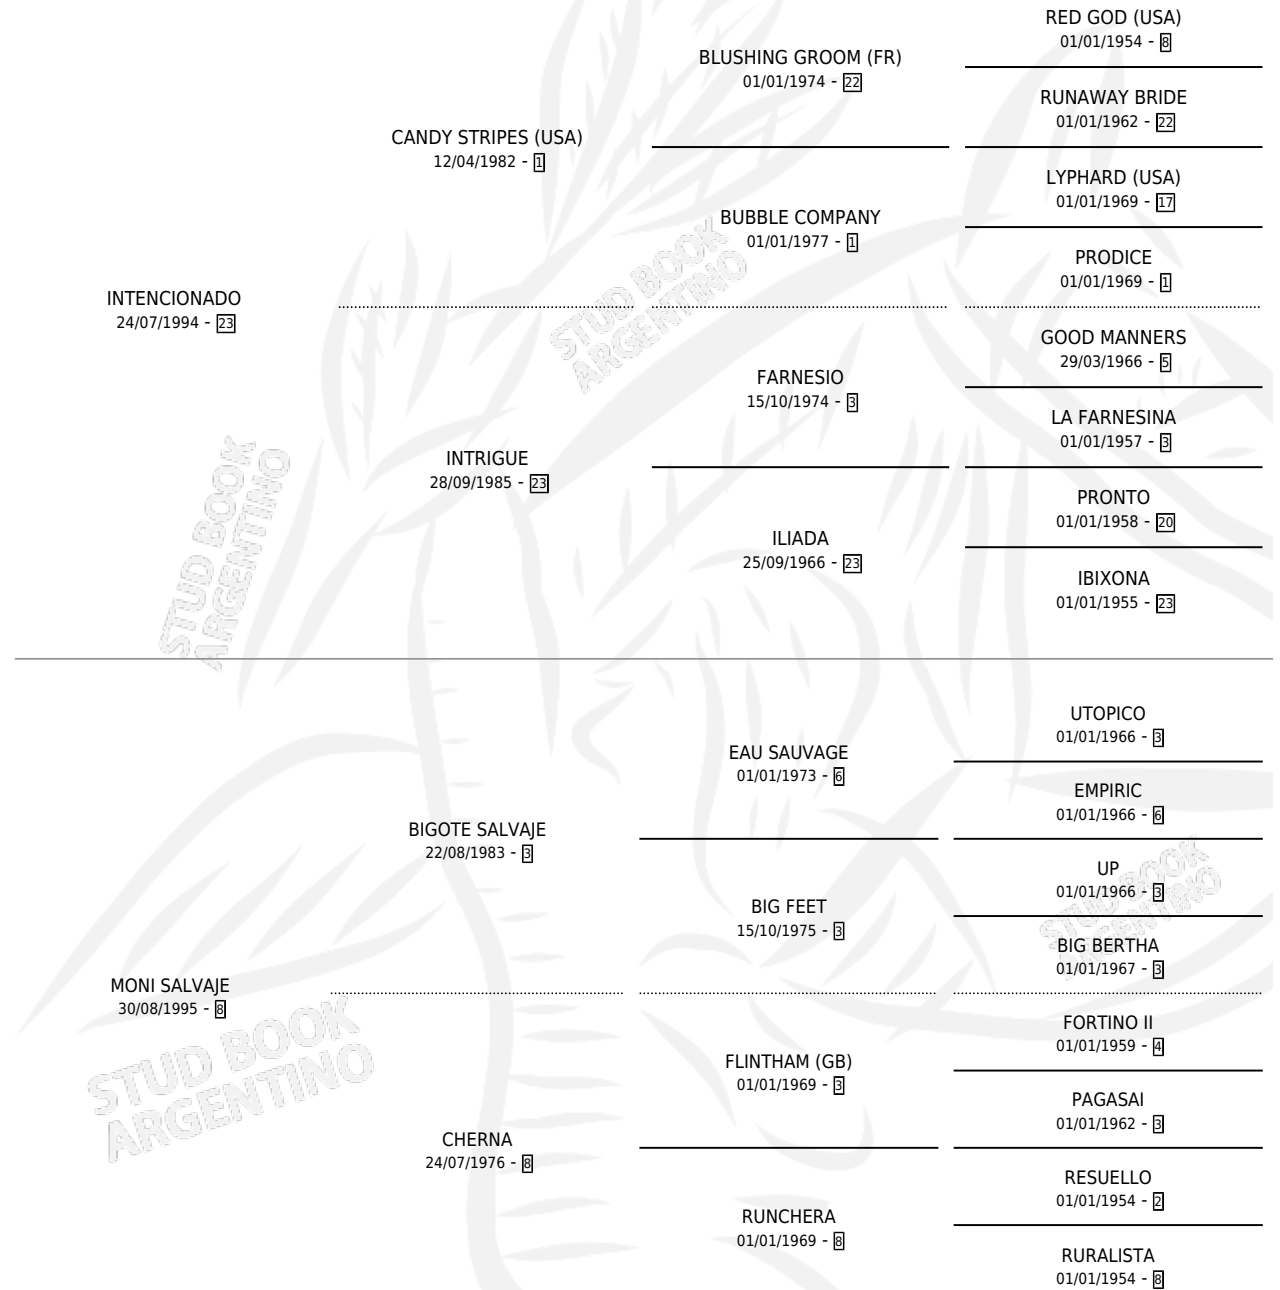 RED GOD (USA)
01/01/1954 - 8
BLUSHING GROOM (FR)
01/01/1974 - 22
RUNAWAY BRIDE
01/01/1962 - 22
CANDY STRIPES (USA)
12/04/1982 - 1
LYPHARD (USA)
01/01/1969 - 17
BUBBLE COMPANY
01/01/1977 - 1
PRODICE
01/01/1969 - 1
INTENCIONADO
24/07/1994 - 23
GOOD MANNERS
29/03/1966 - 5
FARNESIO
15/10/1974 - 3
LA FARNESINA
01/01/1957 - 3
INTRIGUE
28/09/1985 - 23
PRONTO
01/01/1958 - 20
ILIADA
25/09/1966 - 23
IBIXONA
01/01/1955 - 23
STUD BOOK
ARGENTINO
STUD BOOK
ARGENTINO
UTOPICO
01/01/1966 - 3
EAU SAUVAGE
01/01/1973 - 6
EMPIRIC
01/01/1966 - 6
BIGOTE SALVAJE
22/08/1983 - 3
UP
01/01/1966 - 3
BIG FEET
15/10/1975 - 3
BIG BERTHA
01/01/1967 - 3
STUD BOOK
ARGENTINO
MONI SALVAJE
30/08/1995 - 8
STUD BOOK
ARGENTINO
FORTINO II
01/01/1959 - 4
FLINTHAM (GB)
01/01/1969 - 3
PAGASAI
01/01/1962 - 3
CHERNA
24/07/1976 - 8
RESUELLO
01/01/1954 - 2
RUNCHERA
01/01/1969 - 8
RURALISTA
01/01/1954 - 8